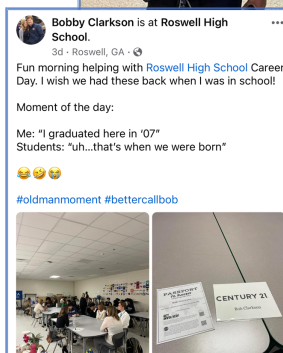 Bobby Clarkson is at Roswell High
School.
3d · Roswell, GA ·
Fun morning helping with Roswell High School Career
Day. I wish we had these back when I was in school!
Moment of the day:
Me: "I graduated here in '07"
Students: "uh...that's when we were born"
😂🤣😭
#oldmanmoment #bettercallbob
PASSPORT
CENTURY 21
Bob Clarkson